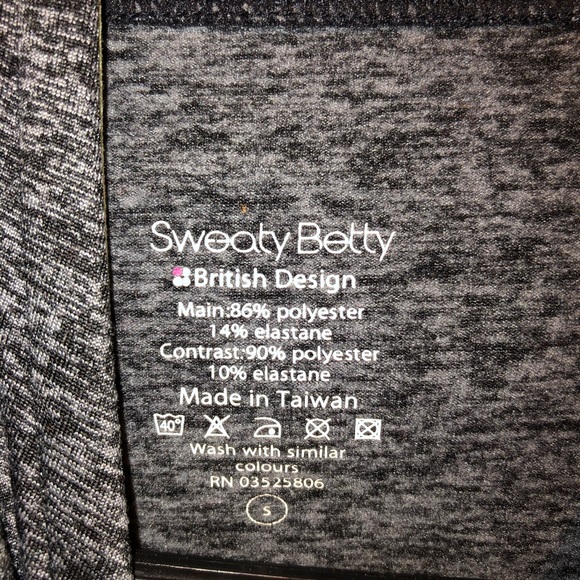 Sweaty Betty
British Design
Main:86% polyester
14% elastane
Contrast:90% polyester
10% elastane
Made in Taiwan
40°
Wash with similar
colours
RN 03525806
S